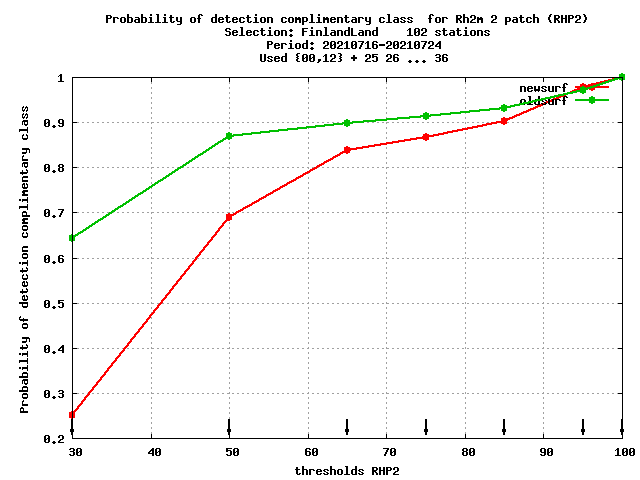 Probability of detection complimentary class  for Rh2m 2 patch (RHP2)
Selection: FinlandLand    102 stations
Period: 20210716-20210724
Used {00,12} + 25 26 ... 36
newsurf
oldsurf
1
0.9
0.8
0.7
0.6
0.5
0.4
0.3
0.2
Probability of detection complimentary class
30 40 50 60 70 80 90 100
thresholds RHP2